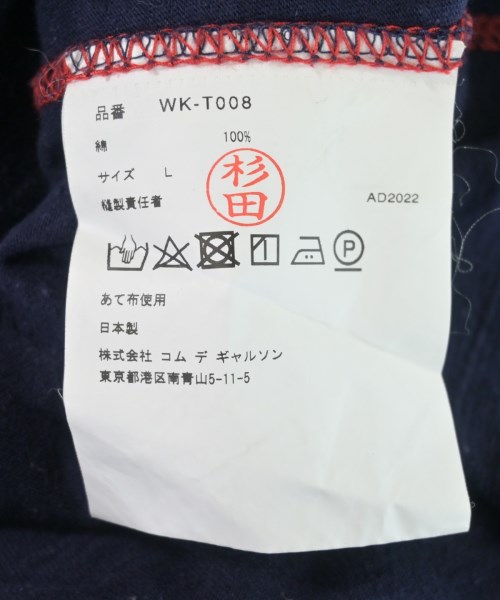 品番 WK-T008
綿 100%
サイズ L
縫製責任者 杉田 AD2022
P
あて布使用
日本製
株式会社 コム デ ギャルソン
東京都港区南青山5-11-5